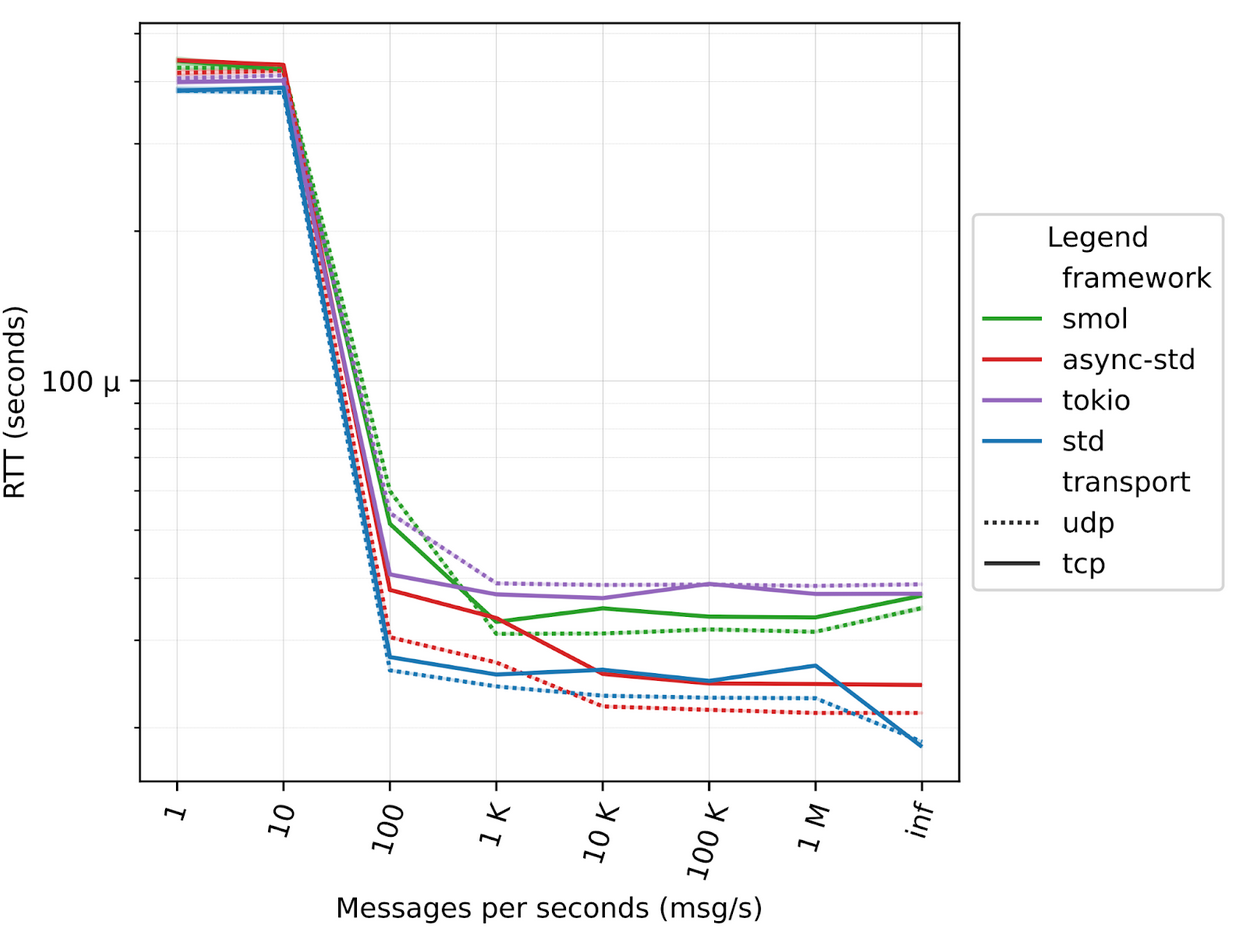 RTT (seconds)
100 μ
1
10
100
1 K
10 K
100 K
1 M
inf
Messages per seconds (msg/s)
Legend
framework
smol
async-std
tokio
std
transport
udp
tcp